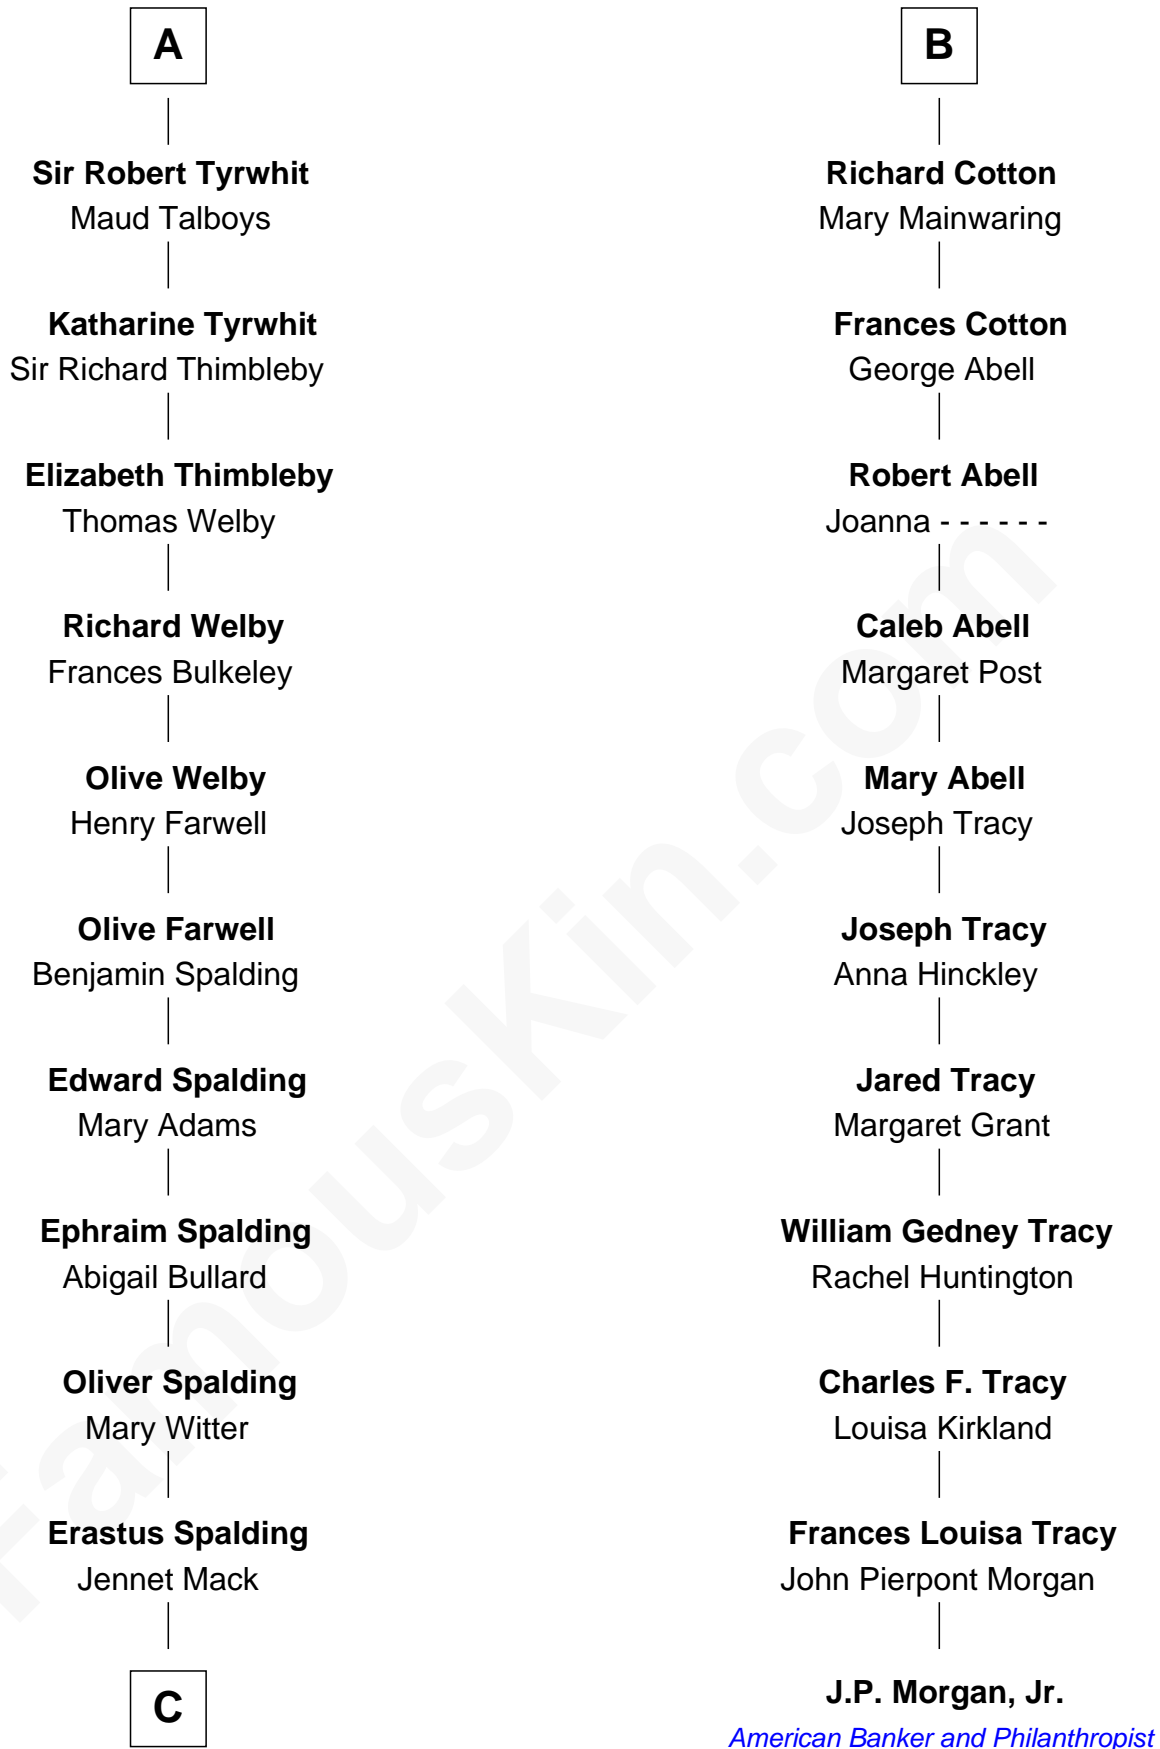 A
Sir Robert Tyrwhit
Maud Talboys
Katharine Tyrwhit
Sir Richard Thimbleby
Elizabeth Thimbleby
Thomas Welby
Richard Welby
Frances Bulkeley
Olive Welby
Henry Farwell
Olive Farwell
Benjamin Spalding
Edward Spalding
Mary Adams
Ephraim Spalding
Abigail Bullard
Oliver Spalding
Mary Witter
Erastus Spalding
Jennet Mack
C
B
Richard Cotton
Mary Mainwaring
Frances Cotton
George Abell
Robert Abell
Joanna - - - - - -
Caleb Abell
Margaret Post
Mary Abell
Joseph Tracy
Joseph Tracy
Anna Hinckley
Jared Tracy
Margaret Grant
William Gedney Tracy
Rachel Huntington
Charles F. Tracy
Louisa Kirkland
Frances Louisa Tracy
John Pierpont Morgan
J.P. Morgan, Jr.
American Banker and Philanthropist
FamousKin.com